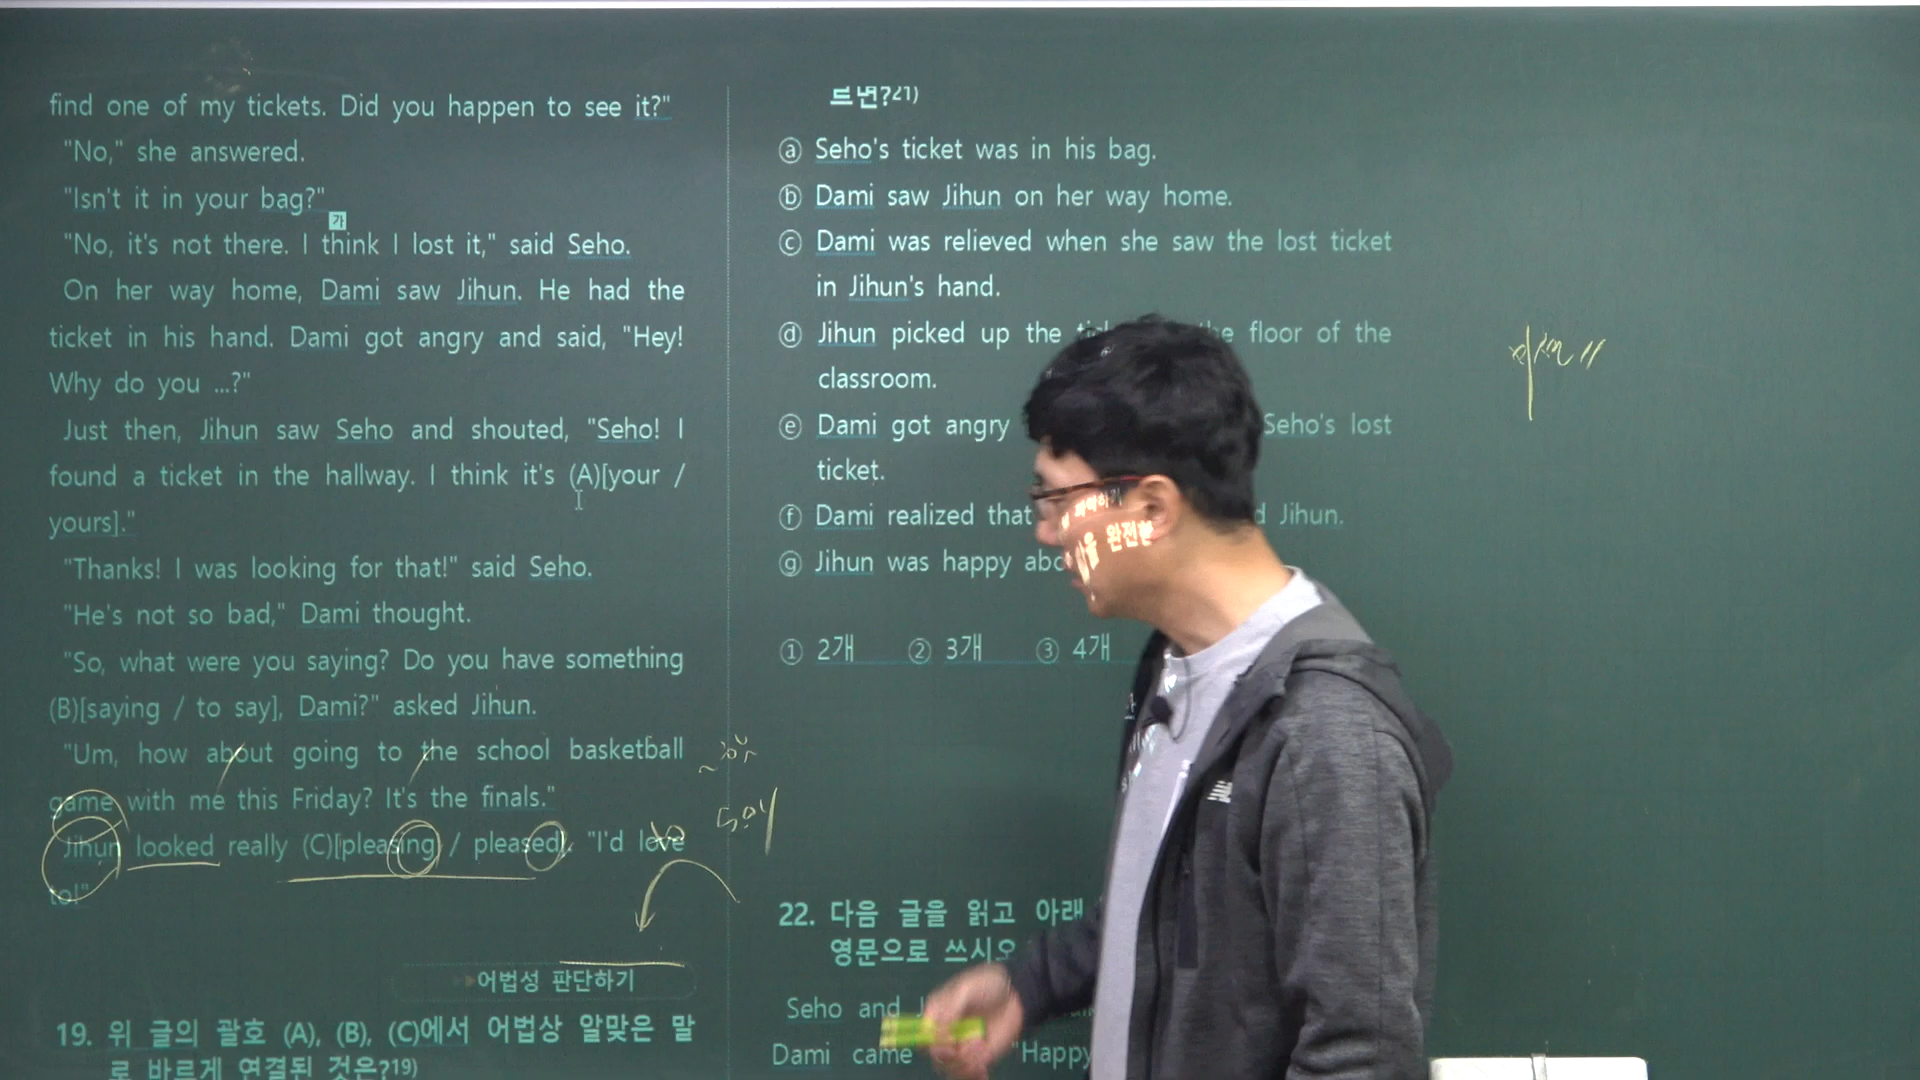 find one of my tickets. Did you happen to see it?"
"No," she answered.
"Isn't it in your bag?"
가
"No, it's not there. I think I lost it," said Seho.
On her way home, Dami saw Jihun. He had the
ticket in his hand. Dami got angry and said, "Hey!
Why do you ...?"
Just then, Jihun saw Seho and shouted, "Seho! I
found a ticket in the hallway. I think it's (A)[your /
yours]."
"Thanks! I was looking for that!" said Seho.
"He's not so bad," Dami thought.
"So, what were you saying? Do you have something
(B)[saying / to say], Dami?" asked Jihun.
"Um, how about going to the school basketball
game with me this Friday? It's the finals."
Jihun looked really (C)[pleasing / pleased]. "I'd love
to!"
to say
어법성 판단하기
19. 위 글의 괄호 (A), (B), (C)에서 어법상 알맞은 말
로 바르게 연결된 것은?19)
르면?21)
ⓐ Seho's ticket was in his bag.
ⓑ Dami saw Jihun on her way home.
ⓒ Dami was relieved when she saw the lost ticket
in Jihun's hand.
ⓓ Jihun picked up the the floor of the
classroom.
ⓔ Dami got angry Seho's lost
ticket.
ⓕ Dami realized that Jihun.
ⓖ Jihun was happy
① 2개 ② 3개 ③ 4개
22. 다음 글을 읽고 아래
영문으로 쓰시오
Seho and
Dami came "Happy
완전한